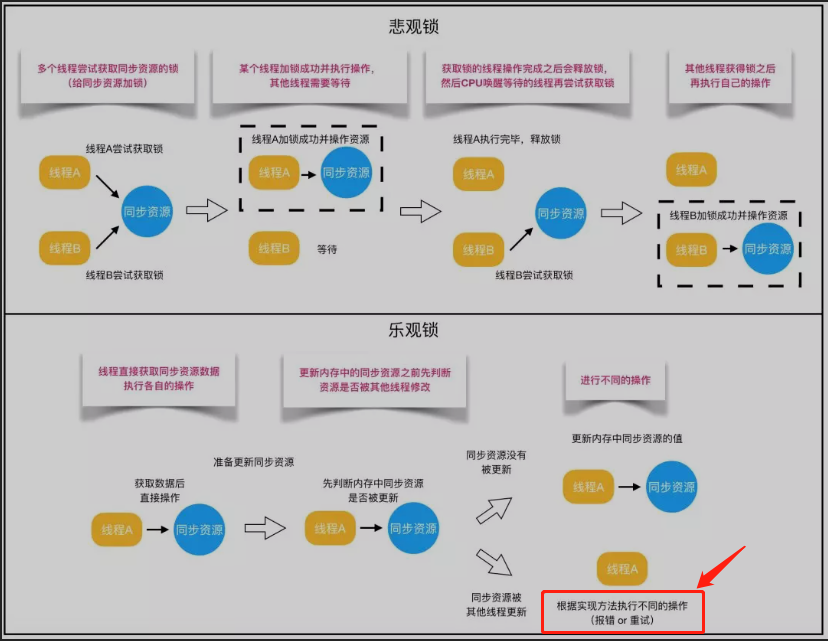 悲观锁
多个线程尝试获取同步资源的锁
（给同步资源加锁）
某个线程加锁成功并执行操作，
其他线程需要等待
获取锁的线程操作完成之后会释放锁，
然后CPU唤醒等待的线程再尝试获取锁
其他线程获得锁之后
再执行自己的操作
线程A尝试获取锁
线程A
同步资源
线程B
线程B尝试获取锁
线程A加锁成功并操作资源
线程A
同步资源
线程B
等待
线程A执行完毕，释放锁
线程A
同步资源
线程B
线程B尝试获取锁
线程A
线程B加锁成功并操作资源
线程B
同步资源
乐观锁
线程直接获取同步资源数据
执行各自的操作
更新内存中的同步资源之前先判断
资源是否被其他线程修改
进行不同的操作
获取数据后
直接操作
线程A
同步资源
准备更新同步资源
先判断内存中同步资源
是否被更新
线程A
同步资源
同步资源没有
被更新
更新内存中同步资源的值
线程A
同步资源
同步资源被
其他线程更新
线程A
根据实现方法执行不同的操作
（报错 or 重试）